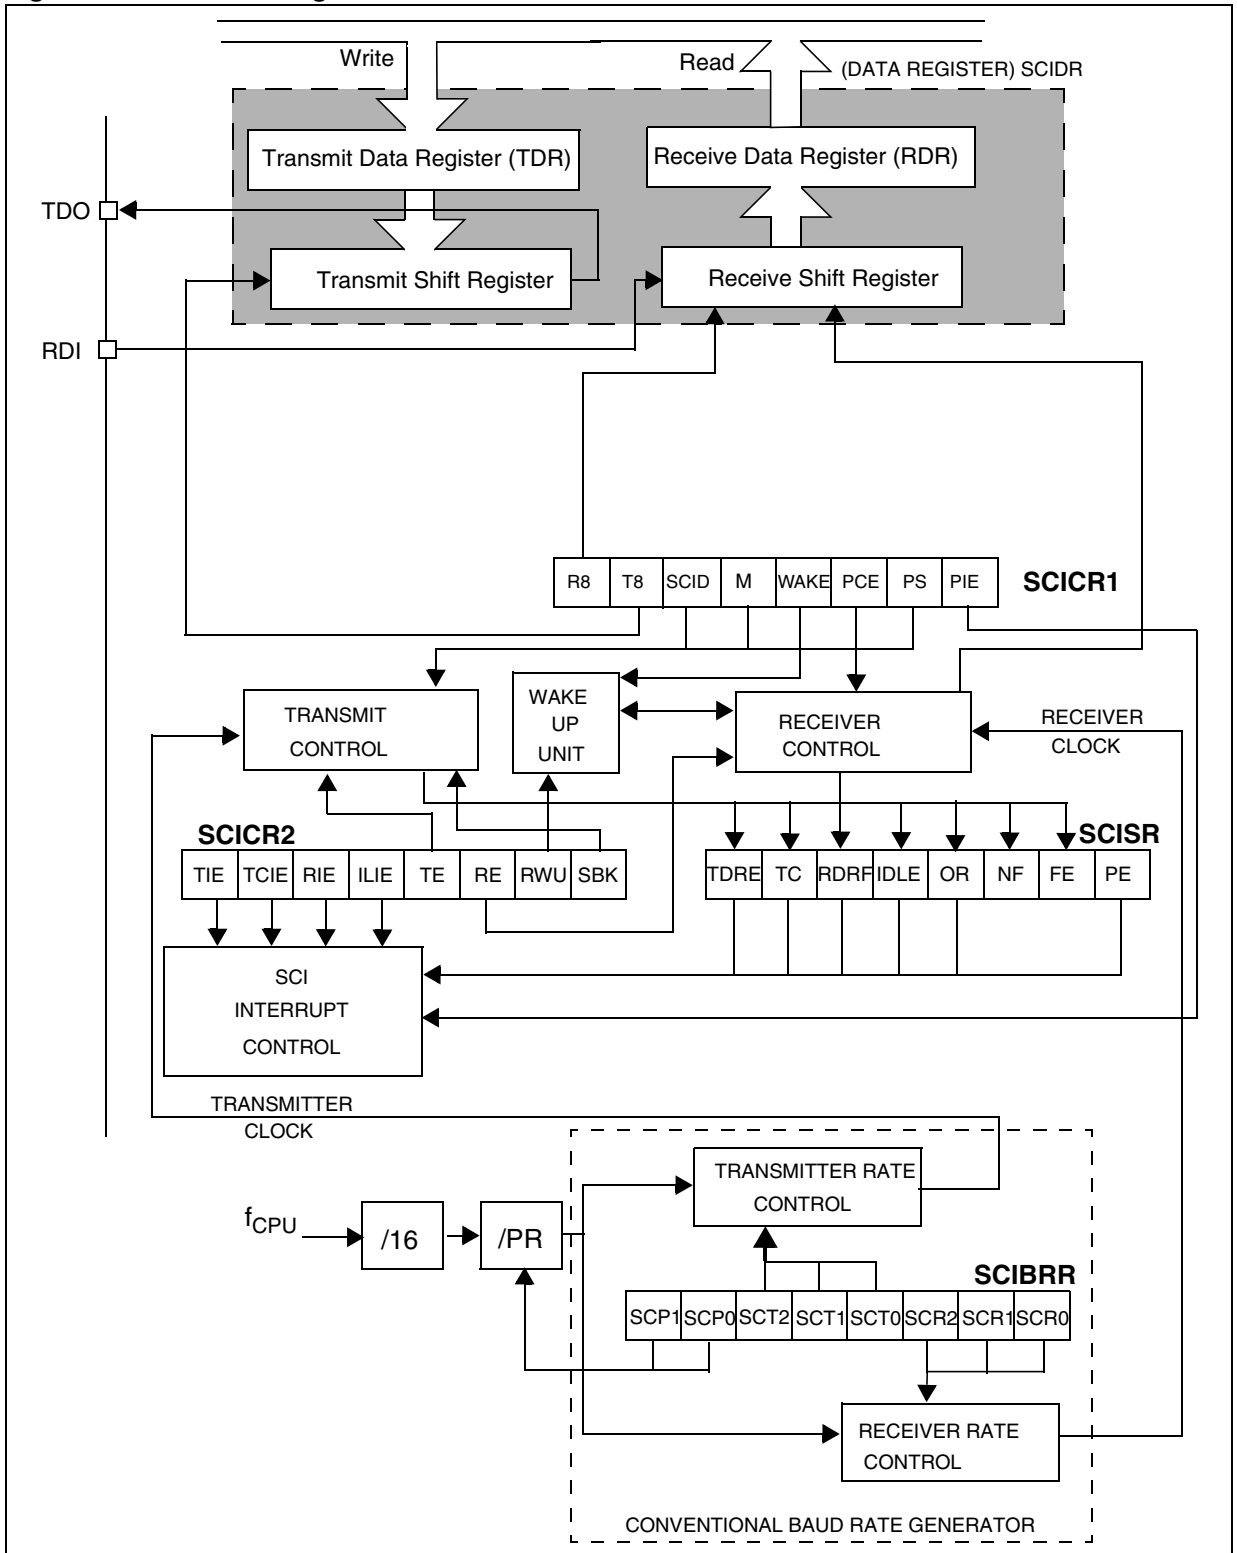 Write
Read
(DATA REGISTER) SCIDR
Transmit Data Register (TDR)
Receive Data Register (RDR)
TDO
Transmit Shift Register
Receive Shift Register
RDI
R8 T8 SCID M WAKE PCE PS PIE
SCICR1
TRANSMIT
CONTROL
WAKE
UP
UNIT
RECEIVER
CONTROL
RECEIVER
CLOCK
SCICR2
SCISR
TIE TCIE RIE ILIE TE RE RWU SBK
TDRE TC RDRF IDLE OR NF FE PE
SCI
INTERRUPT
CONTROL
TRANSMITTER
CLOCK
TRANSMITTER RATE
CONTROL
fCPU
/16
/PR
SCIBRR
SCP1 SCP0 SCT2 SCT1 SCT0 SCR2 SCR1 SCR0
RECEIVER RATE
CONTROL
CONVENTIONAL BAUD RATE GENERATOR